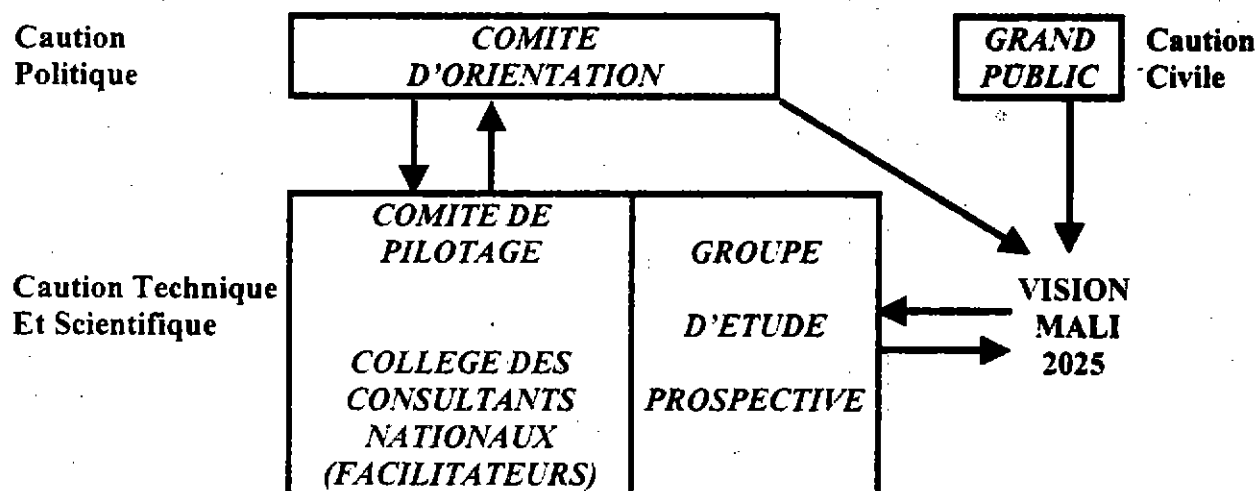 Caution
Politique
COMITE
D'ORIENTATION
GRAND
PUBLIC
Caution
Civile
Caution Technique
Et Scientifique
COMITE DE
PILOTAGE
COLLEGE DES
CONSULTANTS
NATIONAUX
(FACILITATEURS)
GROUPE
D'ETUDE
PROSPECTIVE
VISION
MALI
2025